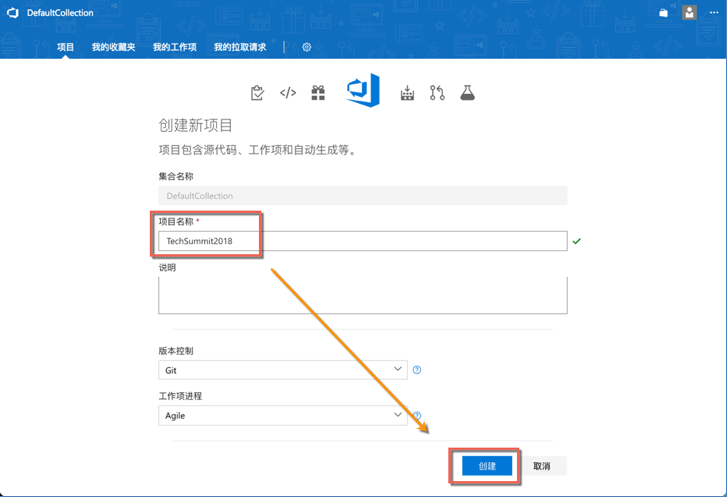 DefaultCollection
项目 我的收藏夹 我的工作项 我的拉取请求
创建新项目
项目包含源代码、工作项和自动生成等。
集合名称
DefaultCollection
项目名称 *
TechSummit2018
说明
版本控制
Git
工作项进程
Agile
创建 取消